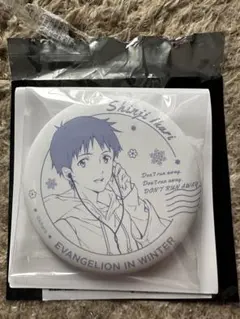 Shinji Ikari
Don't run away
Don't run away
DON'T RUN AWAY
EVANGELION IN WINTER